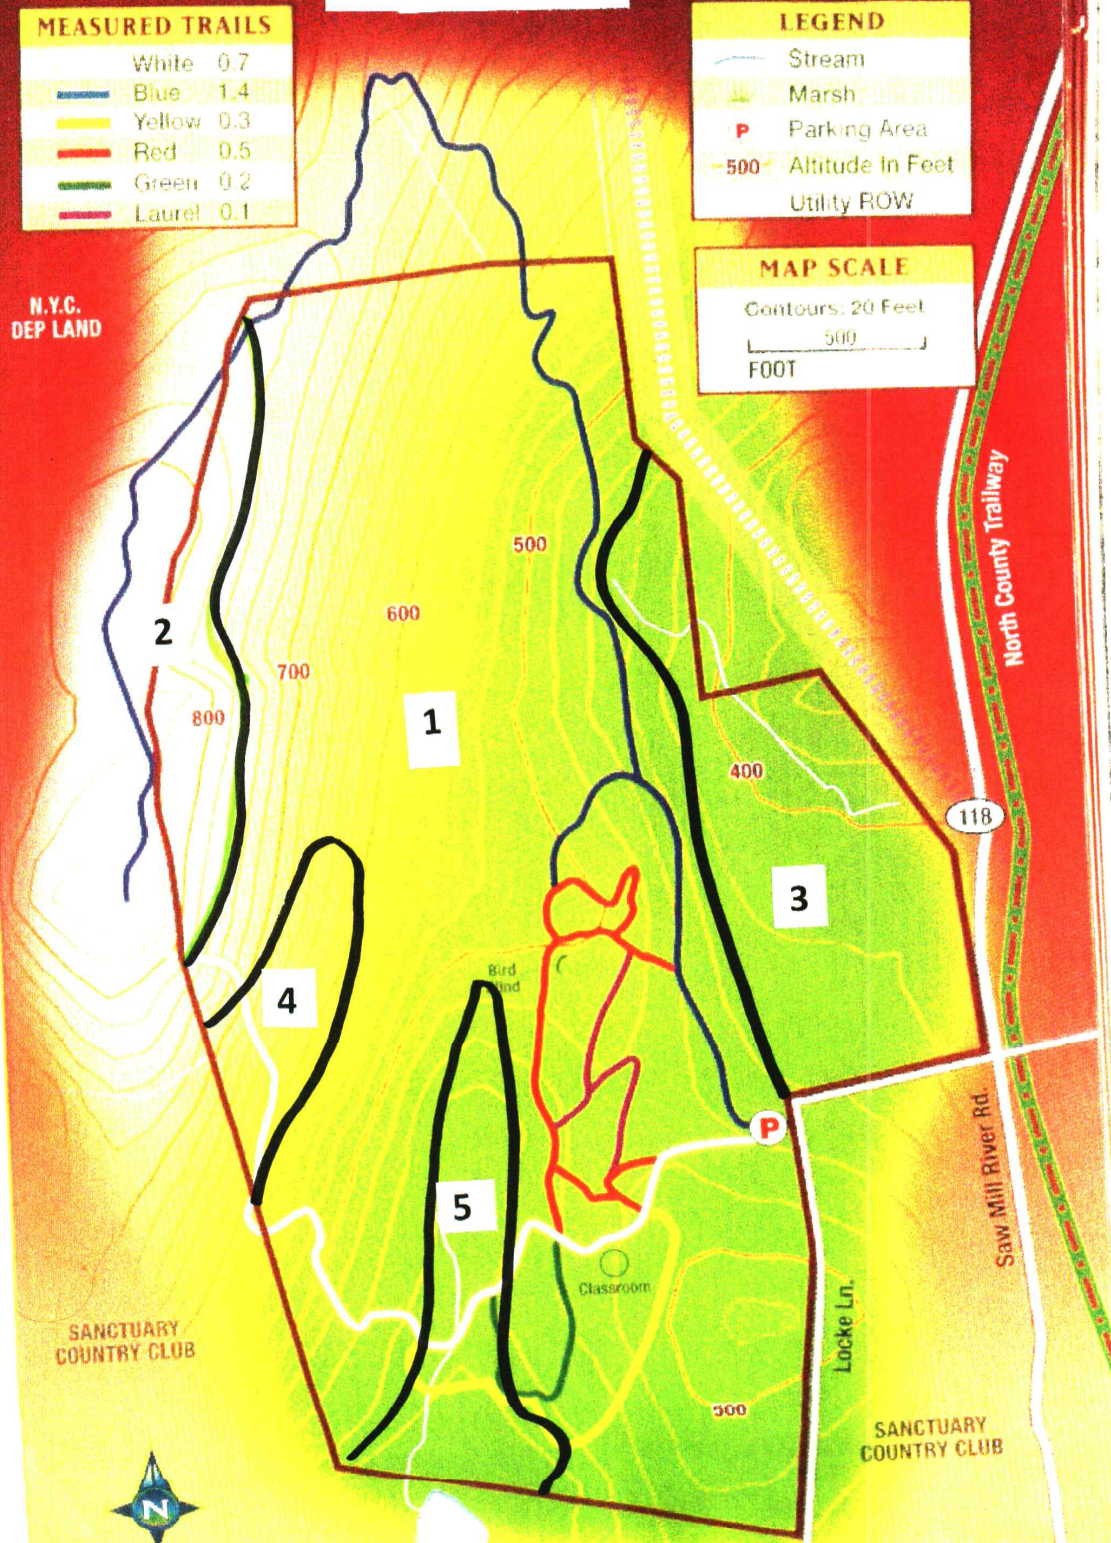 MEASURED TRAILS
White 0.7
Blue 1.4
Yellow 0.3
Red 0.5
Green 0.2
Laurel 0.1
LEGEND
Stream
Marsh
P Parking Area
500 Altitude In Feet
Utility ROW
MAP SCALE
Contours: 20 Feet
500
FOOT
N.Y.C.
DEP LAND
North County Trailway
500
600
2
700
800
1
400
118
3
Bird
Blind
4
P
5
Saw Mill River Rd.
Classroom
Locke Ln.
SANCTUARY
COUNTRY CLUB
500
SANCTUARY
COUNTRY CLUB
N